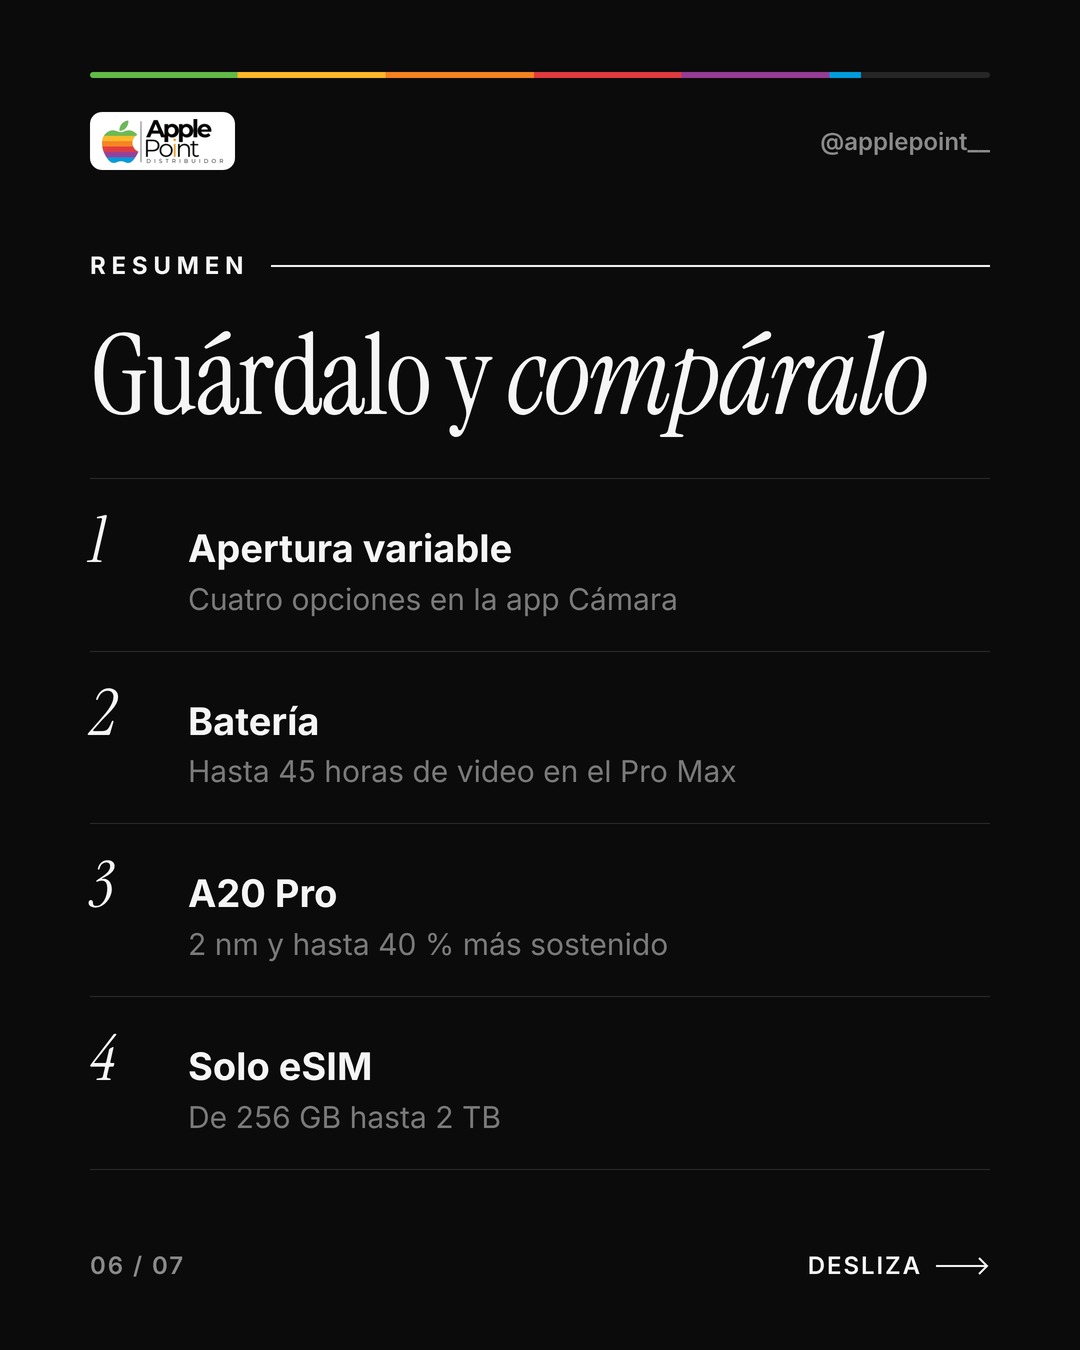 Apple
Point
DISTRIBUIDOR
@applepoint__
RESUMEN
Guárdalo y compáralo
1
Apertura variable
Cuatro opciones en la app Cámara
2
Batería
Hasta 45 horas de video en el Pro Max
3
A20 Pro
2 nm y hasta 40 % más sostenido
4
Solo eSIM
De 256 GB hasta 2 TB
06 / 07
DESLIZA